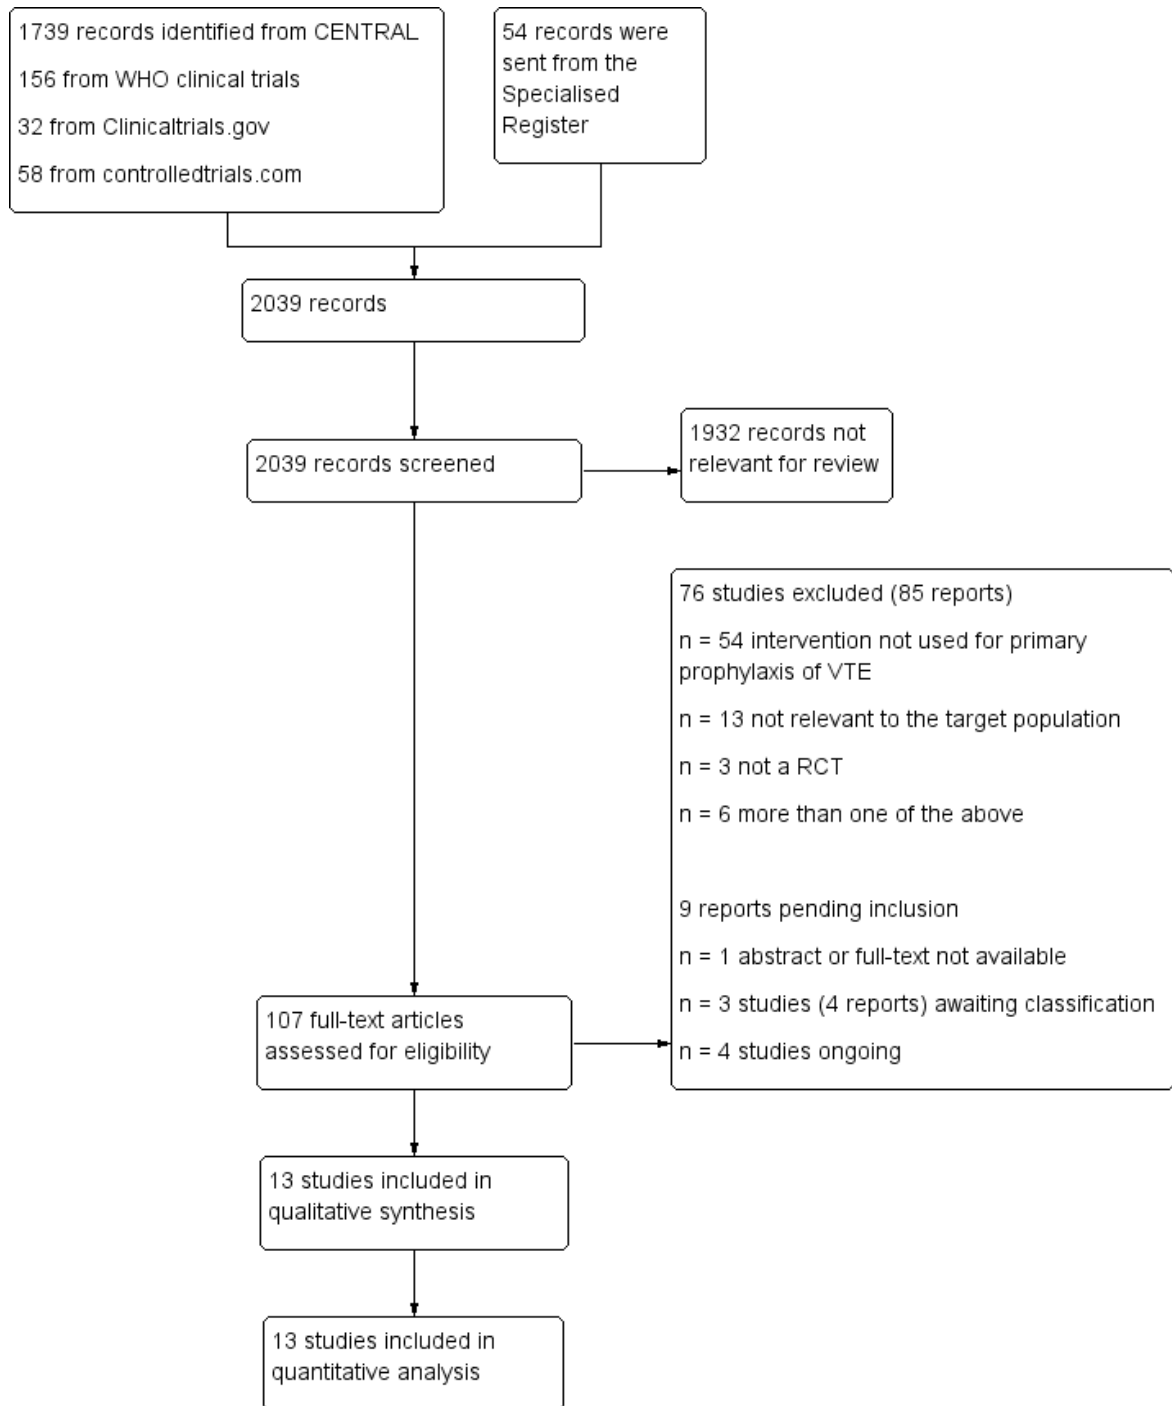 1739 records identified from CENTRAL
156 from WHO clinical trials
32 from Clinicaltrials.gov
58 from controlledtrials.com
54 records were
sent from the
Specialised
Register
2039 records
2039 records screened
1932 records not
relevant for review
76 studies excluded (85 reports)
n = 54 intervention not used for primary
prophylaxis of VTE
n = 13 not relevant to the target population
n = 3 not a RCT
n = 6 more than one of the above
9 reports pending inclusion
n = 1 abstract or full-text not available
n = 3 studies (4 reports) awaiting classification
n = 4 studies ongoing
107 full-text articles
assessed for eligibility
13 studies included in
qualitative synthesis
13 studies included in
quantitative analysis